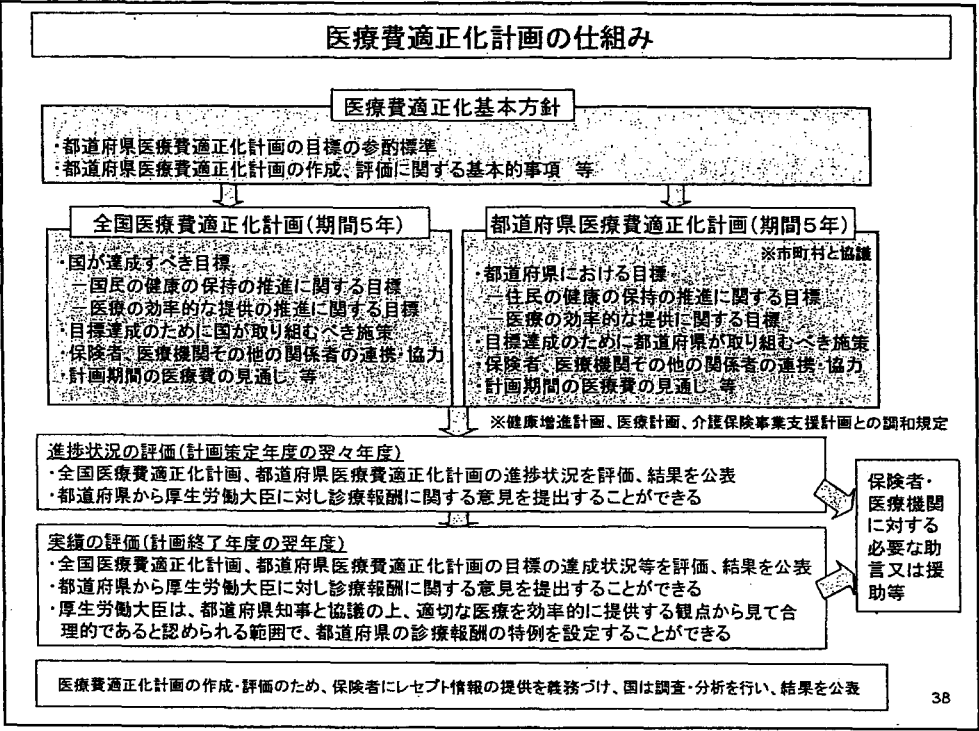 医療費適正化計画の仕組み
医療費適正化基本方針
・都道府県医療費適正化計画の目標の参酌標準
・都道府県医療費適正化計画の作成、評価に関する基本的事項 等
全国医療費適正化計画(期間5年)
・国が達成すべき目標
―国民の健康の保持の推進に関する目標
―医療の効率的な提供の推進に関する目標
・目標達成のために国が取り組むべき施策
・保険者、医療機関その他の関係者の連携・協力
・計画期間の医療費の見通し 等
都道府県医療費適正化計画(期間5年)
※市町村と協議
・都道府県における目標
―住民の健康の保持の推進に関する目標
―医療の効率的な提供に関する目標
・目標達成のために都道府県が取り組むべき施策
・保険者、医療機関その他の関係者の連携・協力
・計画期間の医療費の見通し 等
※健康増進計画、医療計画、介護保険事業支援計画との調和規定
進捗状況の評価(計画策定年度の翌々年度)
・全国医療費適正化計画、都道府県医療費適正化計画の進捗状況を評価、結果を公表
・都道府県から厚生労働大臣に対し診療報酬に関する意見を提出することができる
実績の評価(計画終了年度の翌年度)
・全国医療費適正化計画、都道府県医療費適正化計画の目標の達成状況等を評価、結果を公表
・都道府県から厚生労働大臣に対し診療報酬に関する意見を提出することができる
・厚生労働大臣は、都道府県知事と協議の上、適切な医療を効率的に提供する観点から見て合
理的であると認められる範囲で、都道府県の診療報酬の特例を設定することができる
保険者・
医療機関
に対する
必要な助
言又は援
助等
医療費適正化計画の作成・評価のため、保険者にレセプト情報の提供を義務づけ、国は調査・分析を行い、結果を公表
38